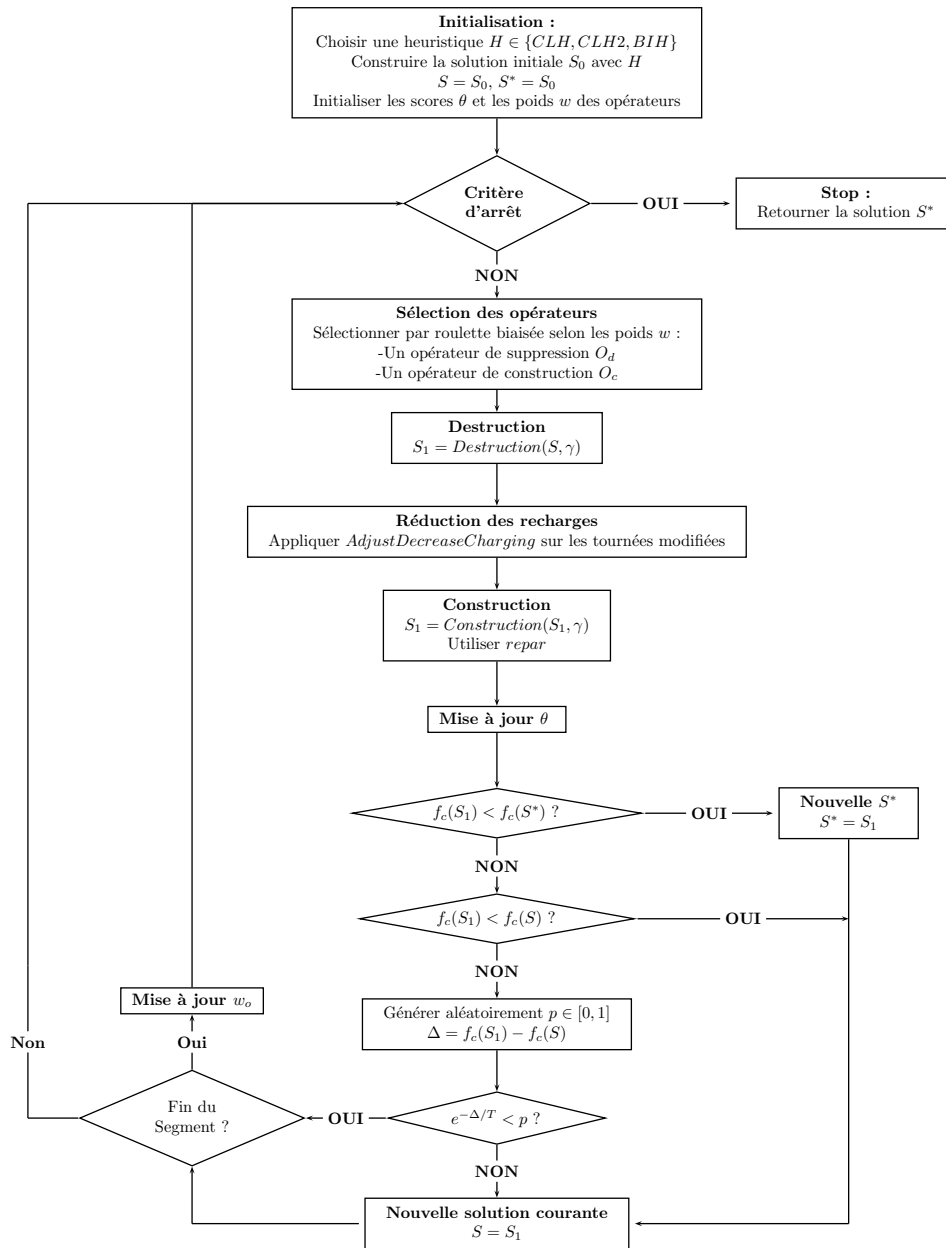 Initialisation :
Choisir une heuristique H ∈ {CLH, CLH2, BIH}
Construire la solution initiale S₀ avec H
S = S₀, S* = S₀
Initialiser les scores θ et les poids w des opérateurs
Critère
d'arrêt
OUI
Stop :
Retourner la solution S*
NON
Sélection des opérateurs
Sélectionner par roulette biaisée selon les poids w :
-Un opérateur de suppression O_d
-Un opérateur de construction O_c
Destruction
S₁ = Destruction(S, γ)
Réduction des recharges
Appliquer AdjustDecreaseCharging sur les tournées modifiées
Construction
S₁ = Construction(S₁, γ)
Utiliser repar
Mise à jour θ
f_c(S₁) < f_c(S*) ?
OUI
Nouvelle S*
S* = S₁
NON
f_c(S₁) < f_c(S) ?
OUI
NON
Mise à jour w_o
Générer aléatoirement p ∈ [0, 1]
Δ = f_c(S₁) − f_c(S)
Non
Oui
Fin du
Segment ?
OUI
e^{−Δ/T} < p ?
NON
Nouvelle solution courante
S = S₁